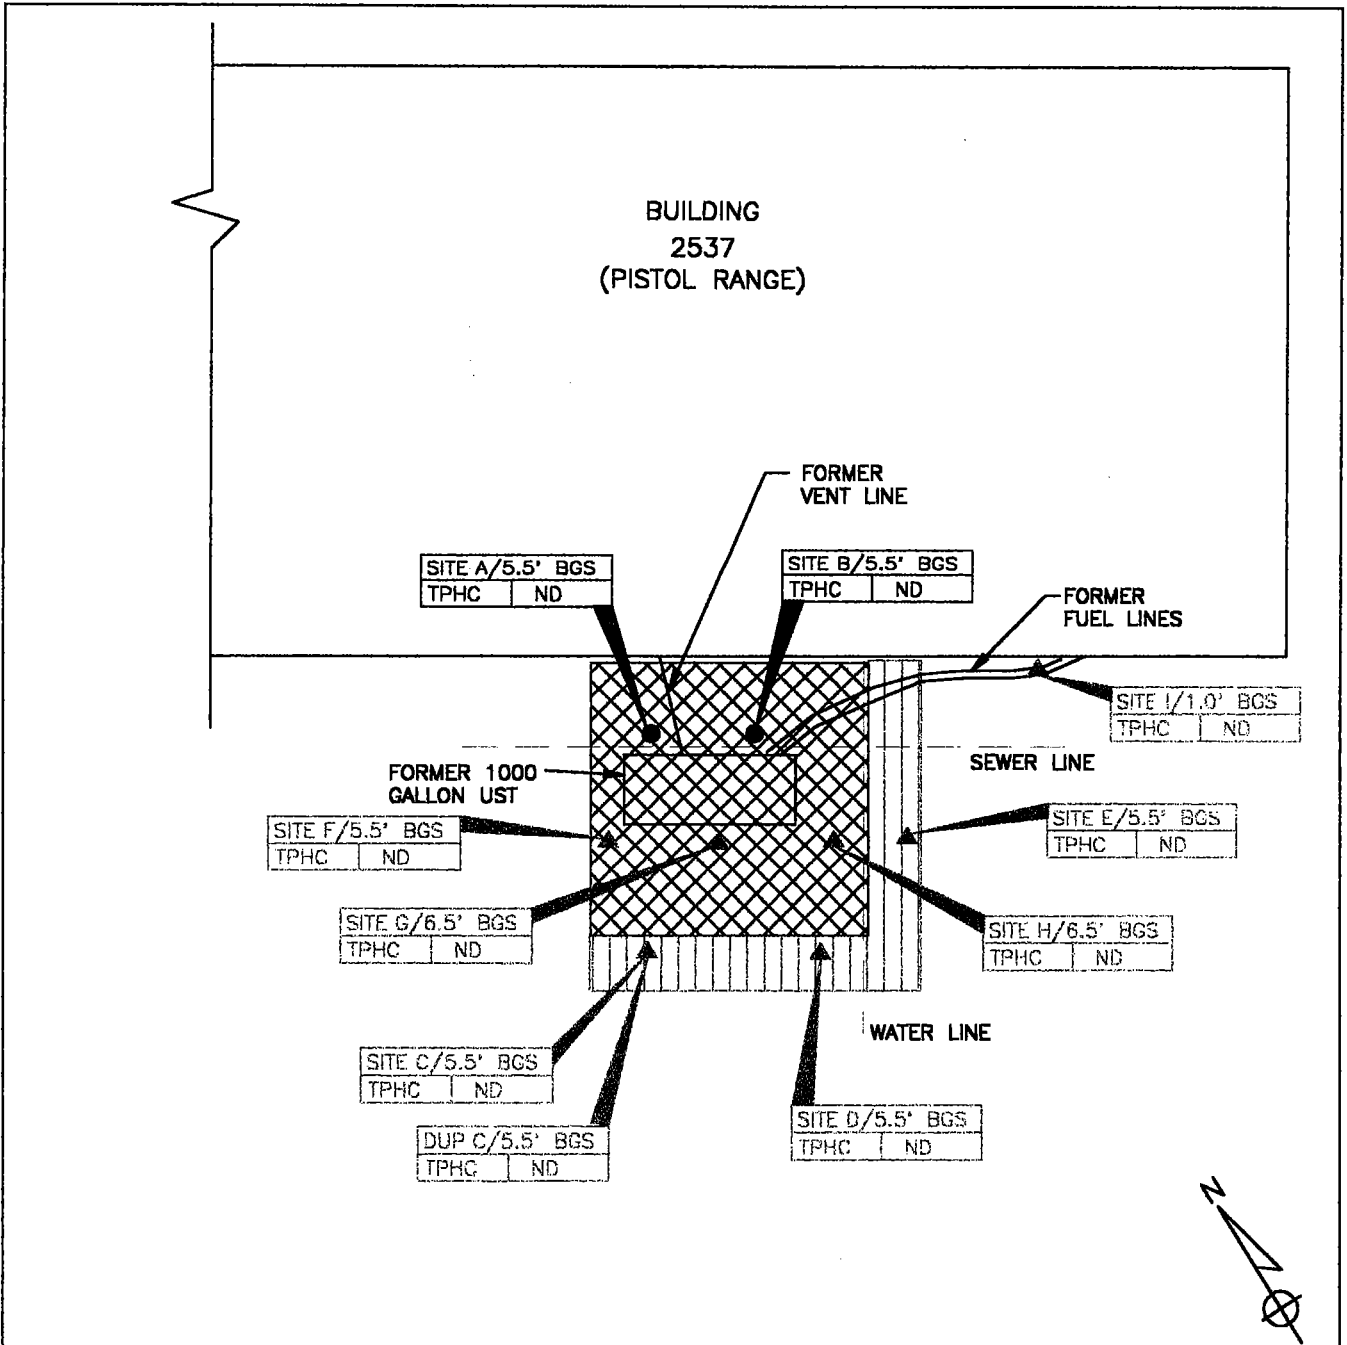 BUILDING
2537
(PISTOL RANGE)
FORMER
VENT LINE
SITE A/5.5' BGS
TPHC ND
SITE B/5.5' BGS
TPHC ND
FORMER
FUEL LINES
SITE I/1.0' BGS
TPHC ND
SEWER LINE
FORMER 1000
GALLON UST
SITE F/5.5' BGS
TPHC ND
SITE E/5.5' BGS
TPHC ND
SITE G/6.5' BGS
TPHC ND
SITE H/6.5' BGS
TPHC ND
WATER LINE
SITE C/5.5' BGS
TPHC ND
SITE D/5.5' BGS
TPHC ND
DUP C/5.5' BGS
TPHC ND
N